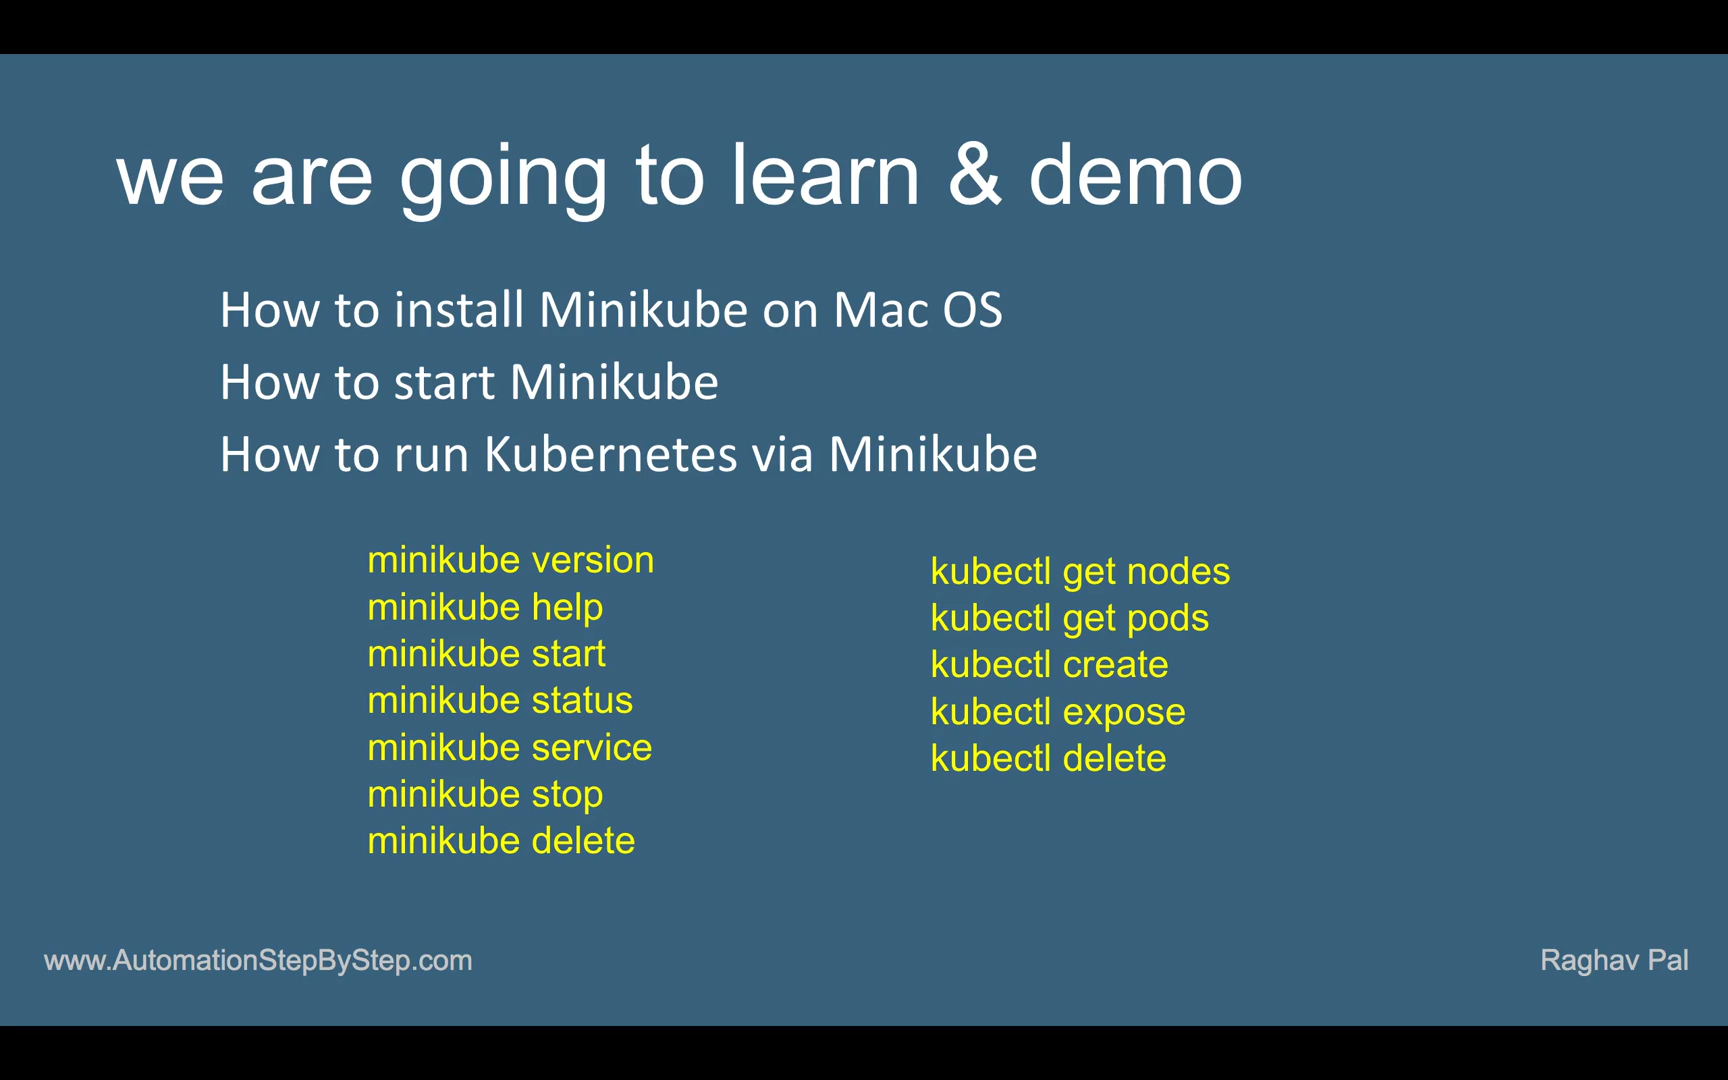 we are going to learn & demo
How to install Minikube on Mac OS
How to start Minikube
How to run Kubernetes via Minikube
minikube version
minikube help
minikube start
minikube status
minikube service
minikube stop
minikube delete
kubectl get nodes
kubectl get pods
kubectl create
kubectl expose
kubectl delete
www.AutomationStepByStep.com
Raghav Pal